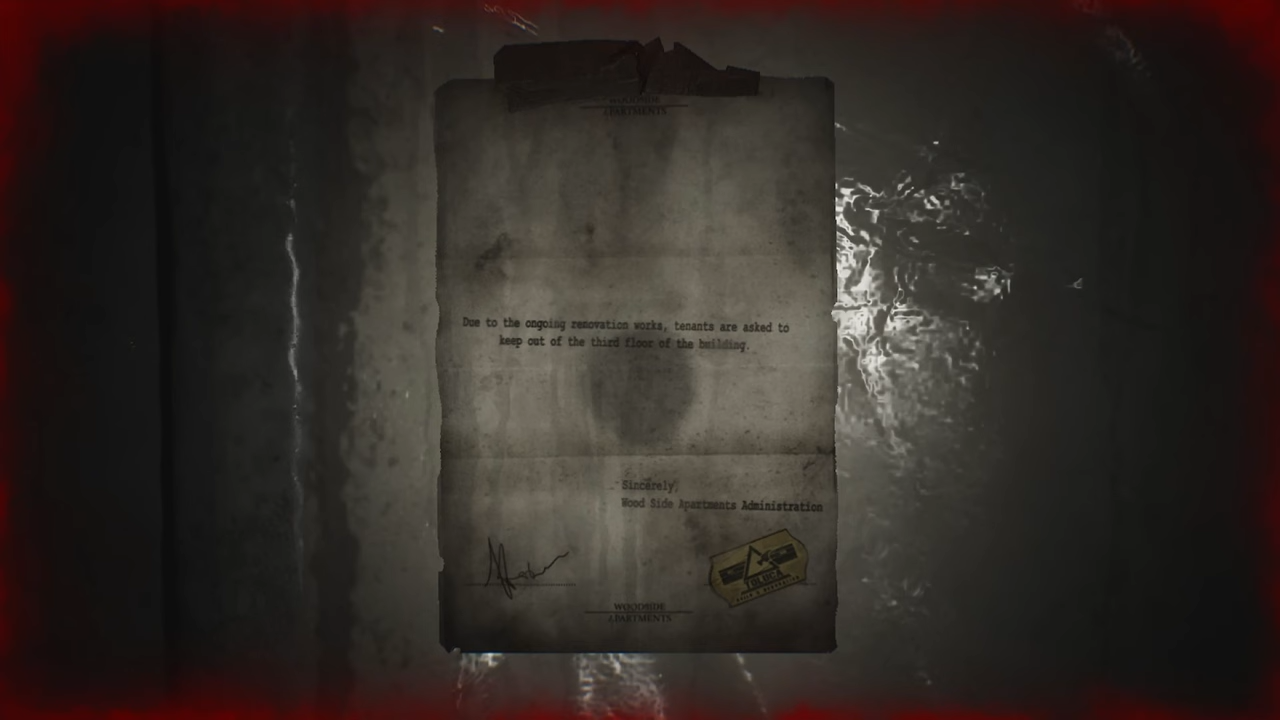 WOODSIDE
APARTMENTS
Due to the ongoing renovation works, tenants are asked to
keep out of the third floor of the building.
Sincerely,
Wood Side Apartments Administration
TOLUCA
WOODSIDE
APARTMENTS